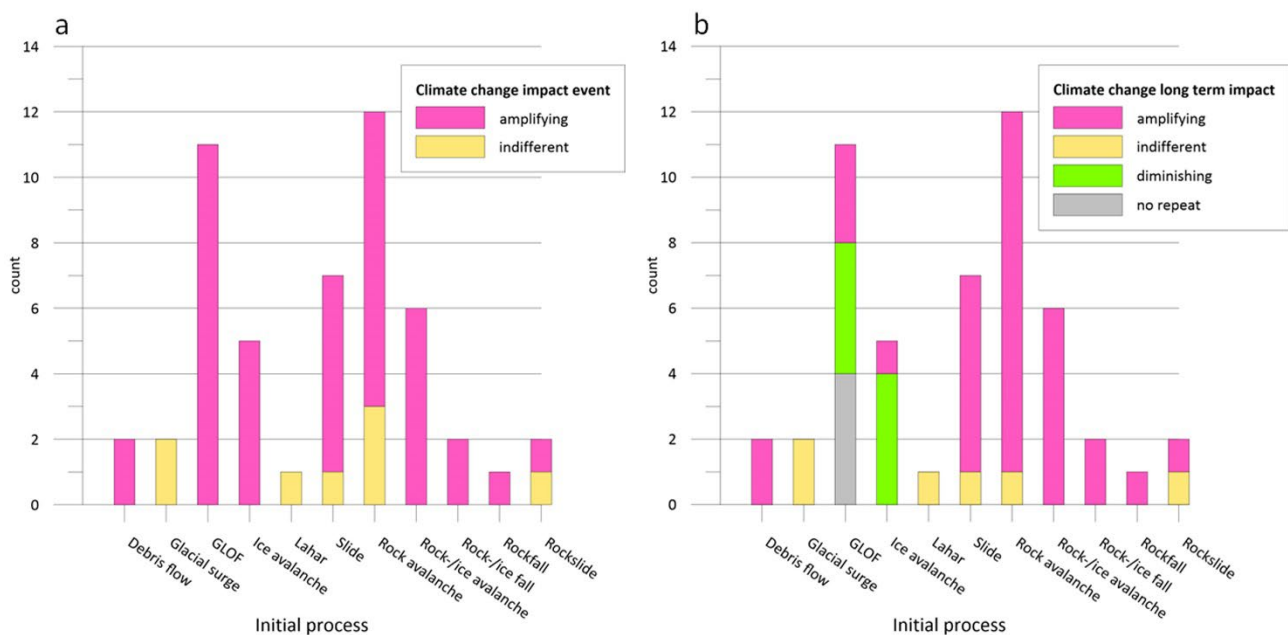 a
14
12
10
8
6
4
2
0
count
Climate change impact event
amplifying
indifferent
Debris flow
Glacial surge
GLOF
Ice avalanche
Lahar
Slide
Rock avalanche
Rock-/ice avalanche
Rock-/ice fall
Rockfall
Rockslide
Initial process
b
14
12
10
8
6
4
2
0
count
Climate change long term impact
amplifying
indifferent
diminishing
no repeat
Debris flow
Glacial surge
GLOF
Ice avalanche
Lahar
Slide
Rock avalanche
Rock-/ice avalanche
Rock-/ice fall
Rockfall
Rockslide
Initial process